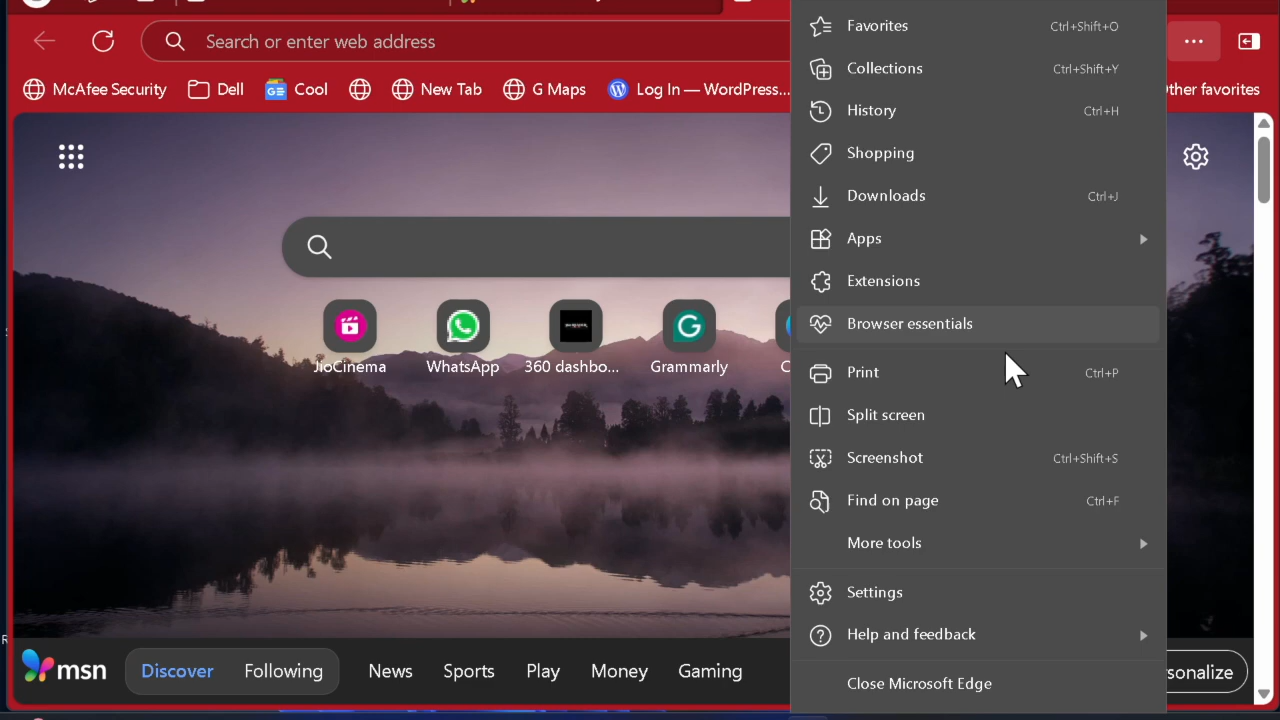 Search or enter web address
McAfee Security
Dell
Cool
New Tab
G Maps
Log In — WordPress...
ther favorites
JioCinema
WhatsApp
360 dashbo...
Grammarly
C
msn
Discover
Following
News
Sports
Play
Money
Gaming
sonalize
Favorites Ctrl+Shift+O
Collections Ctrl+Shift+Y
History Ctrl+H
Shopping
Downloads Ctrl+J
Apps
Extensions
Browser essentials
Print Ctrl+P
Split screen
Screenshot Ctrl+Shift+S
Find on page Ctrl+F
More tools
Settings
Help and feedback
Close Microsoft Edge